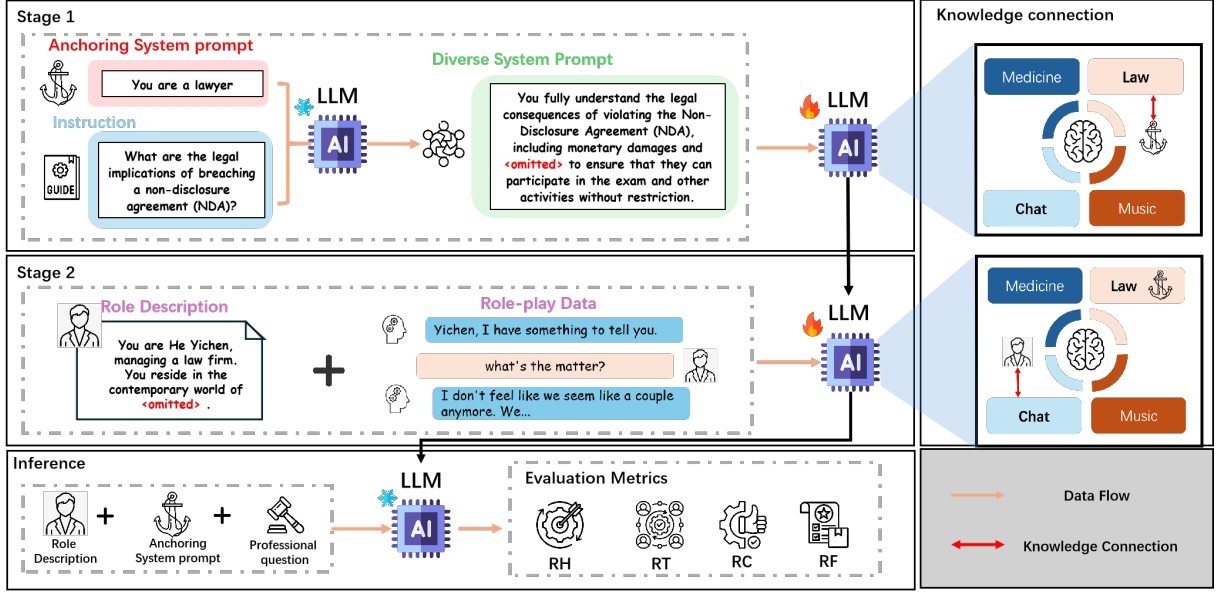 Stage 1
Anchoring System prompt
You are a lawyer
Instruction
GUIDE
What are the legal
implications of breaching
a non-disclosure
agreement (NDA)?
LLM
AI
Diverse System Prompt
You fully understand the legal
consequences of violating the Non-
Disclosure Agreement (NDA),
including monetary damages and
<omitted> to ensure that they can
participate in the exam and other
activities without restriction.
LLM
AI
Knowledge connection
Medicine
Law
Chat
Music
Stage 2
Role Description
You are He Yichen,
managing a law firm.
You reside in the
contemporary world of
<omitted> .
Role-play Data
Yichen, I have something to tell you.
what's the matter?
I don't feel like we seem like a couple
anymore. We...
LLM
AI
Medicine
Law
Chat
Music
Inference
Role
Description
Anchoring
System prompt
Professional
question
LLM
AI
Evaluation Metrics
RH
RT
RC
RF
Data Flow
Knowledge Connection